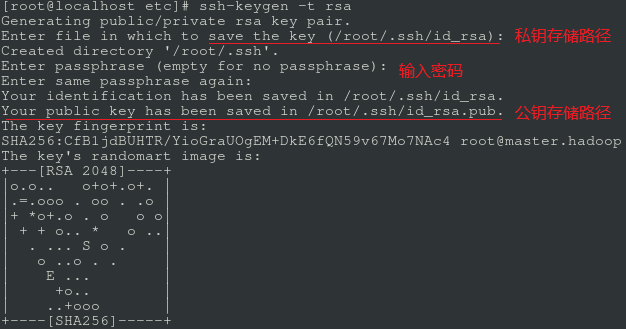 [root@localhost etc]# ssh-keygen -t rsa
Generating public/private rsa key pair.
Enter file in which to save the key (/root/.ssh/id_rsa): 私钥存储路径
Created directory '/root/.ssh'.
Enter passphrase (empty for no passphrase): 输入密码
Enter same passphrase again:
Your identification has been saved in /root/.ssh/id_rsa.
Your public key has been saved in /root/.ssh/id_rsa.pub. 公钥存储路径
The key fingerprint is:
SHA256:CfB1jdBUHTR/YioGraUOgEM+DkE6fQN59v67Mo7NAc4 root@master.hadoop
The key's randomart image is:
+---[RSA 2048]----+
|o.o..   o+o+.o+. |
|.=.ooo . oo . .o |
|+ *o+.o . o   o o|
| + + o.. *   o ..|
|  . ... S o .    |
|   o ..o . .     |
|    E ...        |
|     +o..        |
|    ..+ooo       |
+----[SHA256]-----+